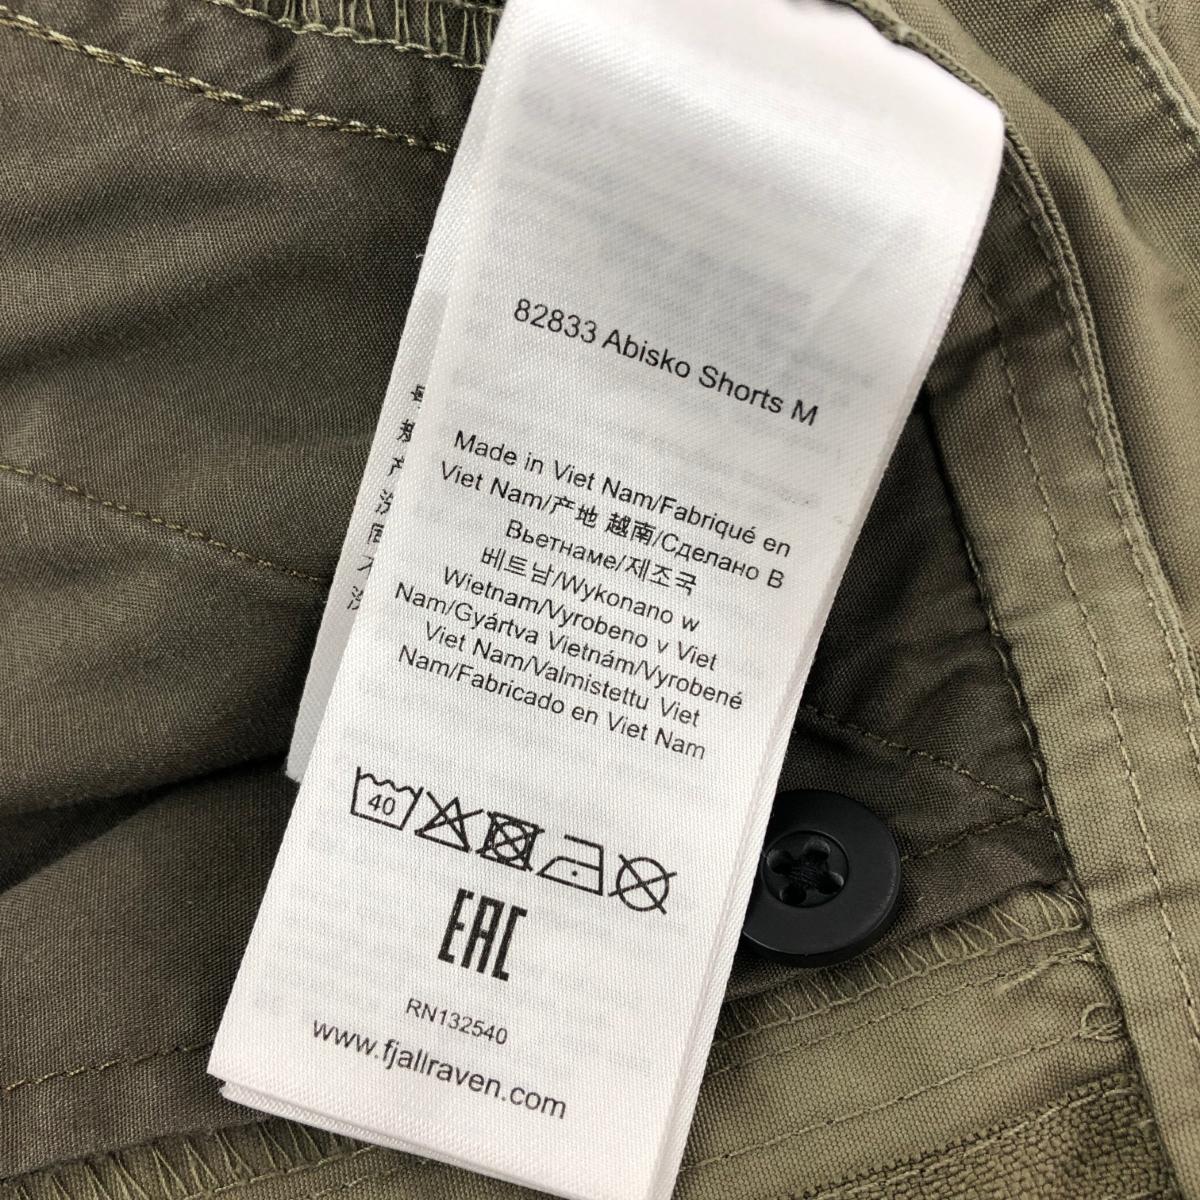 82833 Abisko Shorts M
Made in Viet Nam/Fabriqué en
Viet Nam/产地 越南/Сделано В
Вьетнаме/제조국
베트남/Wykonano w
Wietnam/Vyrobeno v Viet
Nam/Gyártva Vietnám/Vyrobené
Viet Nam/Valmistettu Viet
Nam/Fabricado en Viet Nam
40
EAC
RN132540
www.fjallraven.com